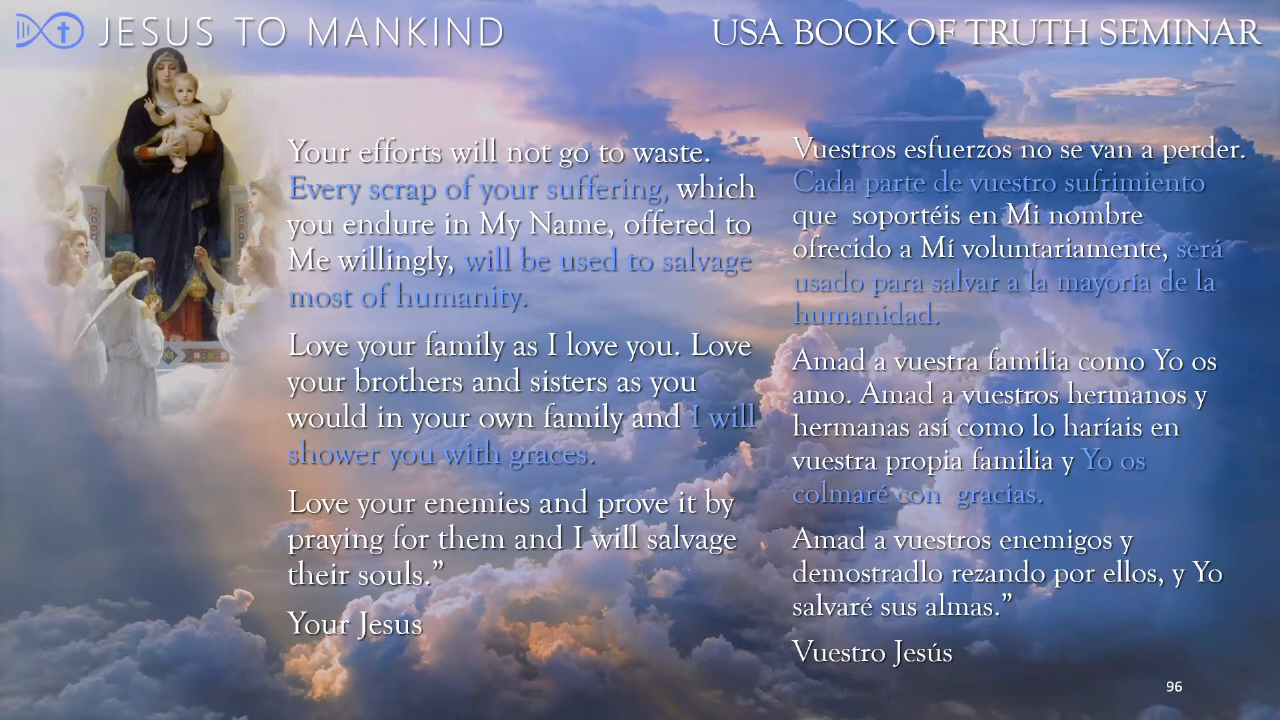 JESUS TO MANKIND
USA BOOK OF TRUTH SEMINAR
Your efforts will not go to waste.
Every scrap of your suffering, which
you endure in My Name, offered to
Me willingly, will be used to salvage
most of humanity.
Love your family as I love you. Love
your brothers and sisters as you
would in your own family and I will
shower you with graces.
Love your enemies and prove it by
praying for them and I will salvage
their souls.”
Your Jesus
Vuestros esfuerzos no se van a perder.
Cada parte de vuestro sufrimiento
que  soportéis en Mi nombre
ofrecido a Mí voluntariamente, será
usado para salvar a la mayoría de la
humanidad.
Amad a vuestra familia como Yo os
amo. Amad a vuestros hermanos y
hermanas así como lo haríais en
vuestra propia familia y Yo os
colmaré con  gracias.
Amad a vuestros enemigos y
demostradlo rezando por ellos, y Yo
salvaré sus almas.”
Vuestro Jesús
96